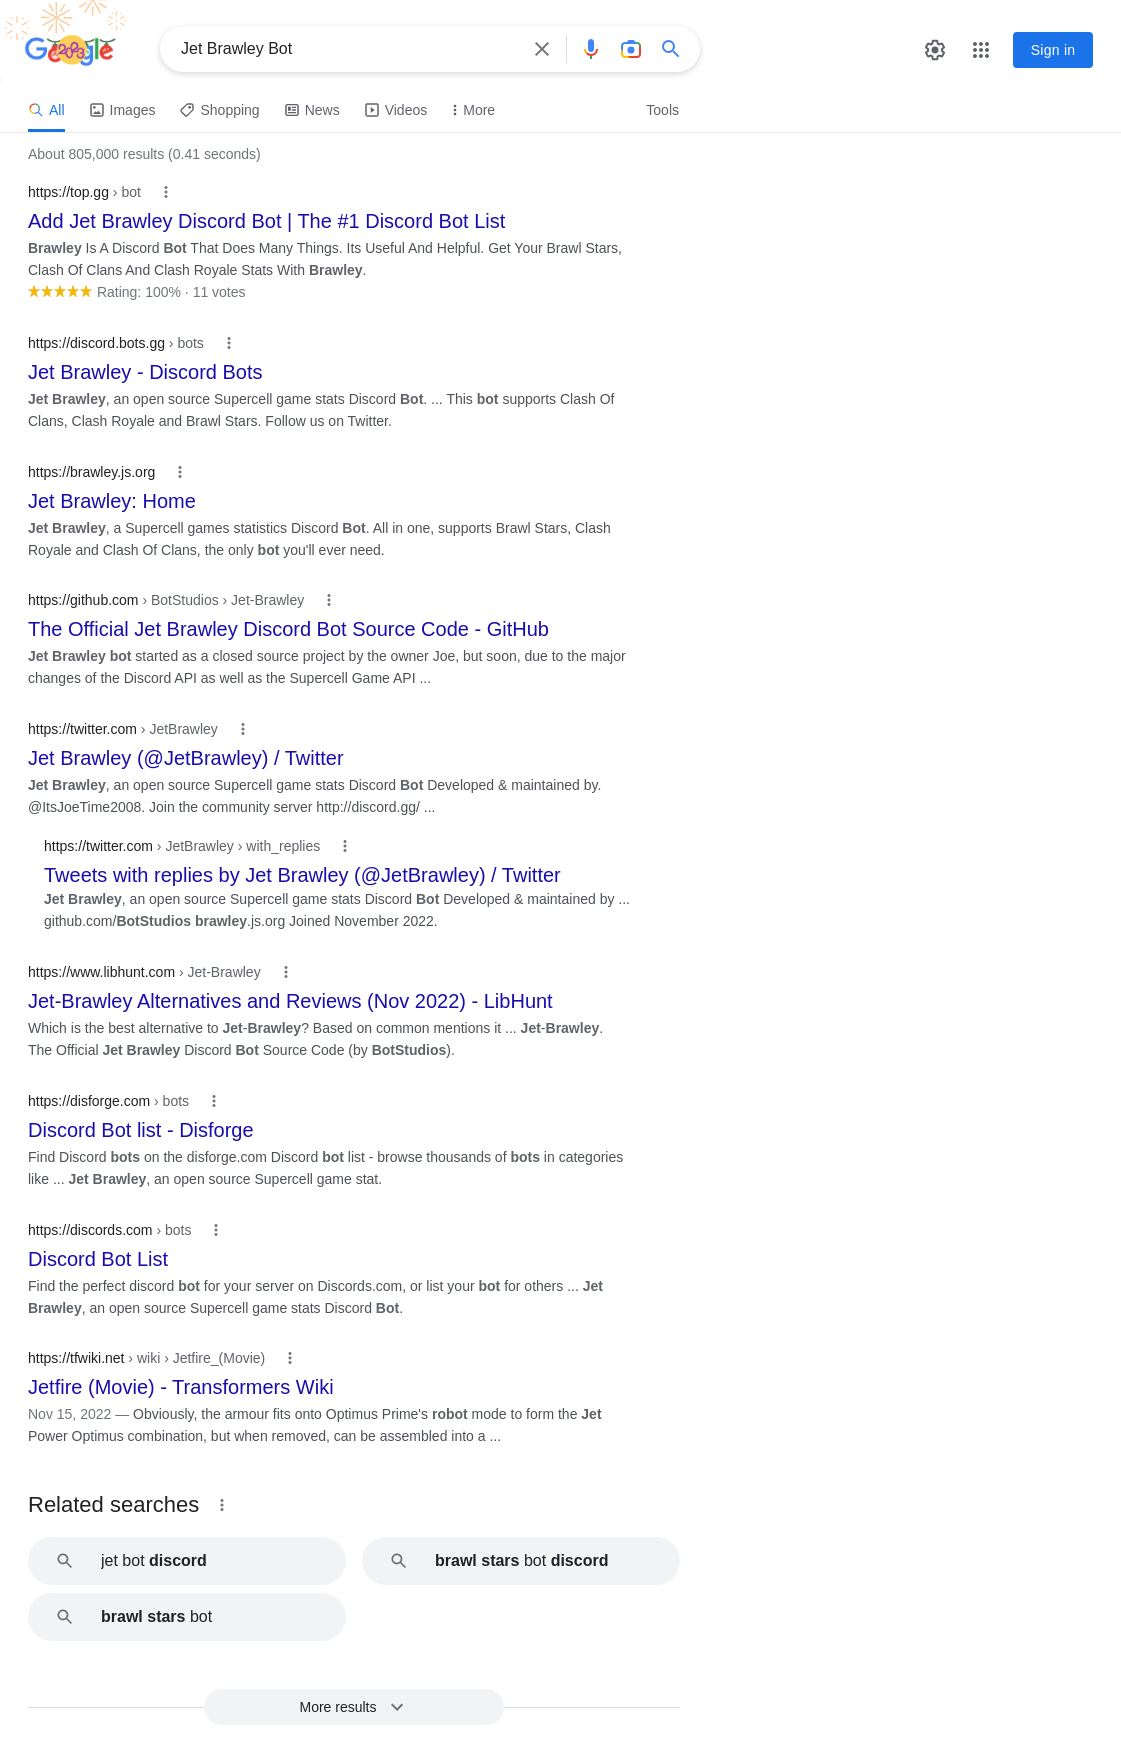 Google
Jet Brawley Bot
Sign in
All Images Shopping News Videos More Tools
About 805,000 results (0.41 seconds)
https://top.gg › bot
Add Jet Brawley Discord Bot | The #1 Discord Bot List
Brawley Is A Discord Bot That Does Many Things. Its Useful And Helpful. Get Your Brawl Stars,
Clash Of Clans And Clash Royale Stats With Brawley.
Rating: 100% · 11 votes
https://discord.bots.gg › bots
Jet Brawley - Discord Bots
Jet Brawley, an open source Supercell game stats Discord Bot. ... This bot supports Clash Of
Clans, Clash Royale and Brawl Stars. Follow us on Twitter.
https://brawley.js.org
Jet Brawley: Home
Jet Brawley, a Supercell games statistics Discord Bot. All in one, supports Brawl Stars, Clash
Royale and Clash Of Clans, the only bot you'll ever need.
https://github.com › BotStudios › Jet-Brawley
The Official Jet Brawley Discord Bot Source Code - GitHub
Jet Brawley bot started as a closed source project by the owner Joe, but soon, due to the major
changes of the Discord API as well as the Supercell Game API ...
https://twitter.com › JetBrawley
Jet Brawley (@JetBrawley) / Twitter
Jet Brawley, an open source Supercell game stats Discord Bot Developed & maintained by.
@ItsJoeTime2008. Join the community server http://discord.gg/ ...
https://twitter.com › JetBrawley › with_replies
Tweets with replies by Jet Brawley (@JetBrawley) / Twitter
Jet Brawley, an open source Supercell game stats Discord Bot Developed & maintained by ...
github.com/BotStudios brawley.js.org Joined November 2022.
https://www.libhunt.com › Jet-Brawley
Jet-Brawley Alternatives and Reviews (Nov 2022) - LibHunt
Which is the best alternative to Jet-Brawley? Based on common mentions it ... Jet-Brawley.
The Official Jet Brawley Discord Bot Source Code (by BotStudios).
https://disforge.com › bots
Discord Bot list - Disforge
Find Discord bots on the disforge.com Discord bot list - browse thousands of bots in categories
like ... Jet Brawley, an open source Supercell game stat.
https://discords.com › bots
Discord Bot List
Find the perfect discord bot for your server on Discords.com, or list your bot for others ... Jet
Brawley, an open source Supercell game stats Discord Bot.
https://tfwiki.net › wiki › Jetfire_(Movie)
Jetfire (Movie) - Transformers Wiki
Nov 15, 2022 — Obviously, the armour fits onto Optimus Prime's robot mode to form the Jet
Power Optimus combination, but when removed, can be assembled into a ...
Related searches
jet bot discord
brawl stars bot discord
brawl stars bot
More results